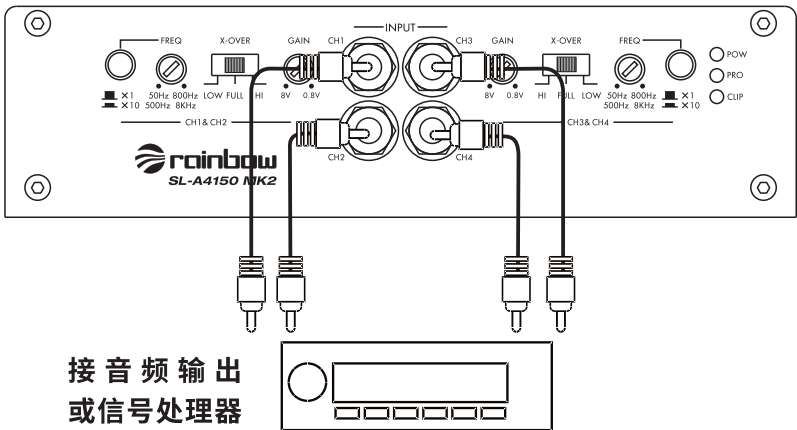 INPUT
FREQ X-OVER GAIN CH1 CH3 GAIN X-OVER FREQ
POW
PRO
CLIP
×1 50Hz 800Hz LOW FULL HI 8V 0.8V 8V 0.8V HI FULL LOW 50Hz 800Hz ×1
×10 500Hz 8KHz 500Hz 8KHz ×10
CH1& CH2 CH3& CH4
CH2 CH4
rainbow
SL-A4150 MK2
接音频输出
或信号处理器